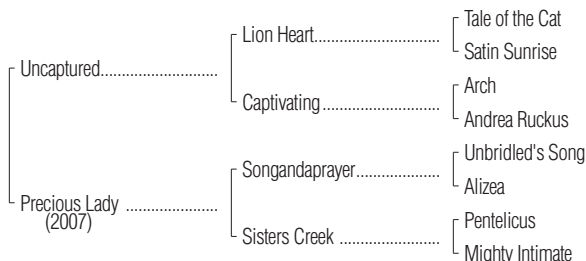 Tale of the Cat
Lion Heart
Satin Sunrise
Uncaptured
Arch
Captivating
Andrea Ruckus
Unbridled's Song
Songandaprayer
Alizea
Precious Lady
(2007)
Pentelicus
Sisters Creek
Mighty Intimate